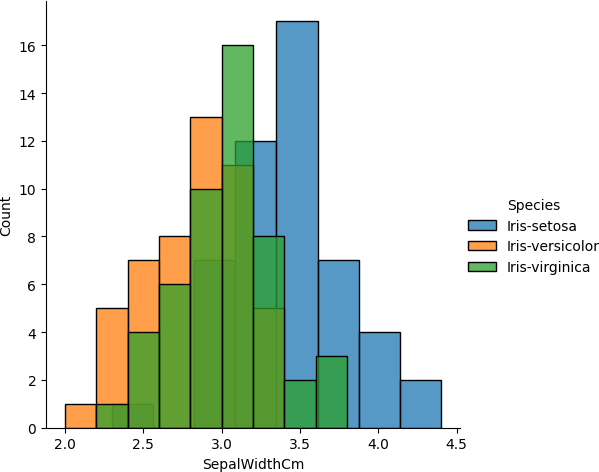 16
14
12
10
8
6
4
2
0
Count
2.0 2.5 3.0 3.5 4.0 4.5
SepalWidthCm
Species
Iris-setosa
Iris-versicolor
Iris-virginica